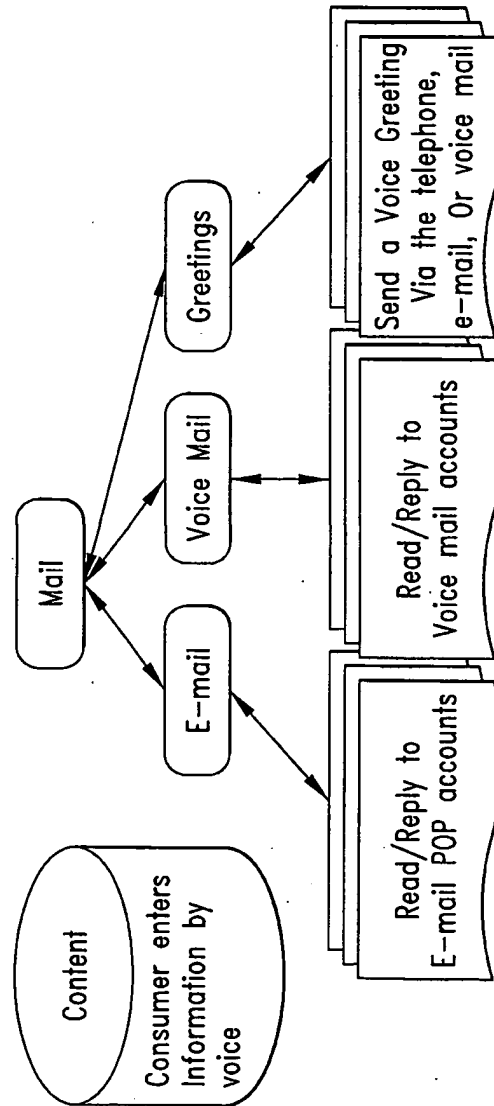 Content
Consumer enters
Information by
voice
Mail
E-mail
Voice Mail
Greetings
Read/Reply to
E-mail POP accounts
Read/Reply to
Voice mail accounts
Send a Voice Greeting
Via the telephone,
e-mail, Or voice mail